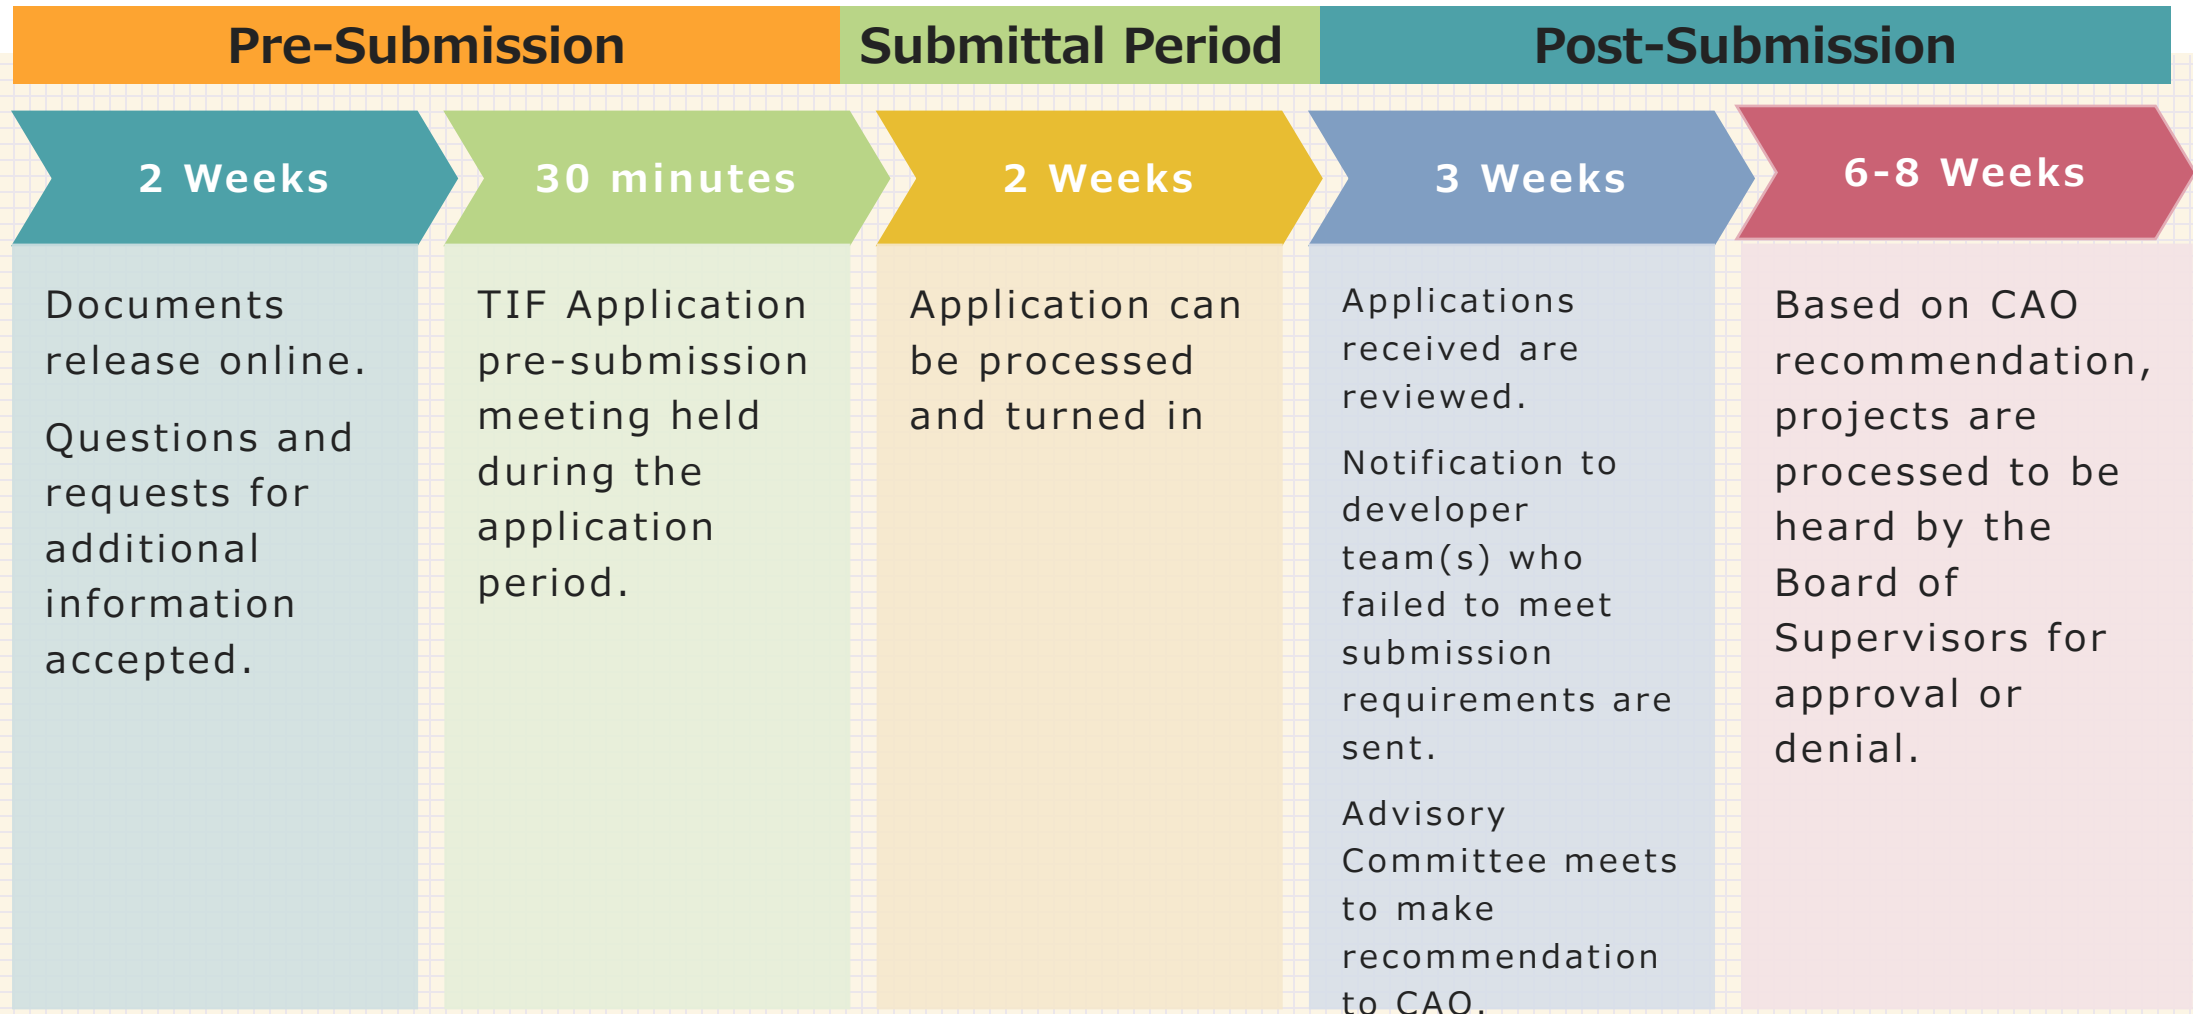 Pre-Submission
Submittal Period
Post-Submission
2 Weeks
Documents
release online.
Questions and
requests for
additional
information
accepted.
30 minutes
TIF Application
pre-submission
meeting held
during the
application
period.
2 Weeks
Application can
be processed
and turned in
3 Weeks
Applications
received are
reviewed.
Notification to
developer
team(s) who
failed to meet
submission
requirements are
sent.
Advisory
Committee meets
to make
recommendation
to CAO.
6-8 Weeks
Based on CAO
recommendation,
projects are
processed to be
heard by the
Board of
Supervisors for
approval or
denial.